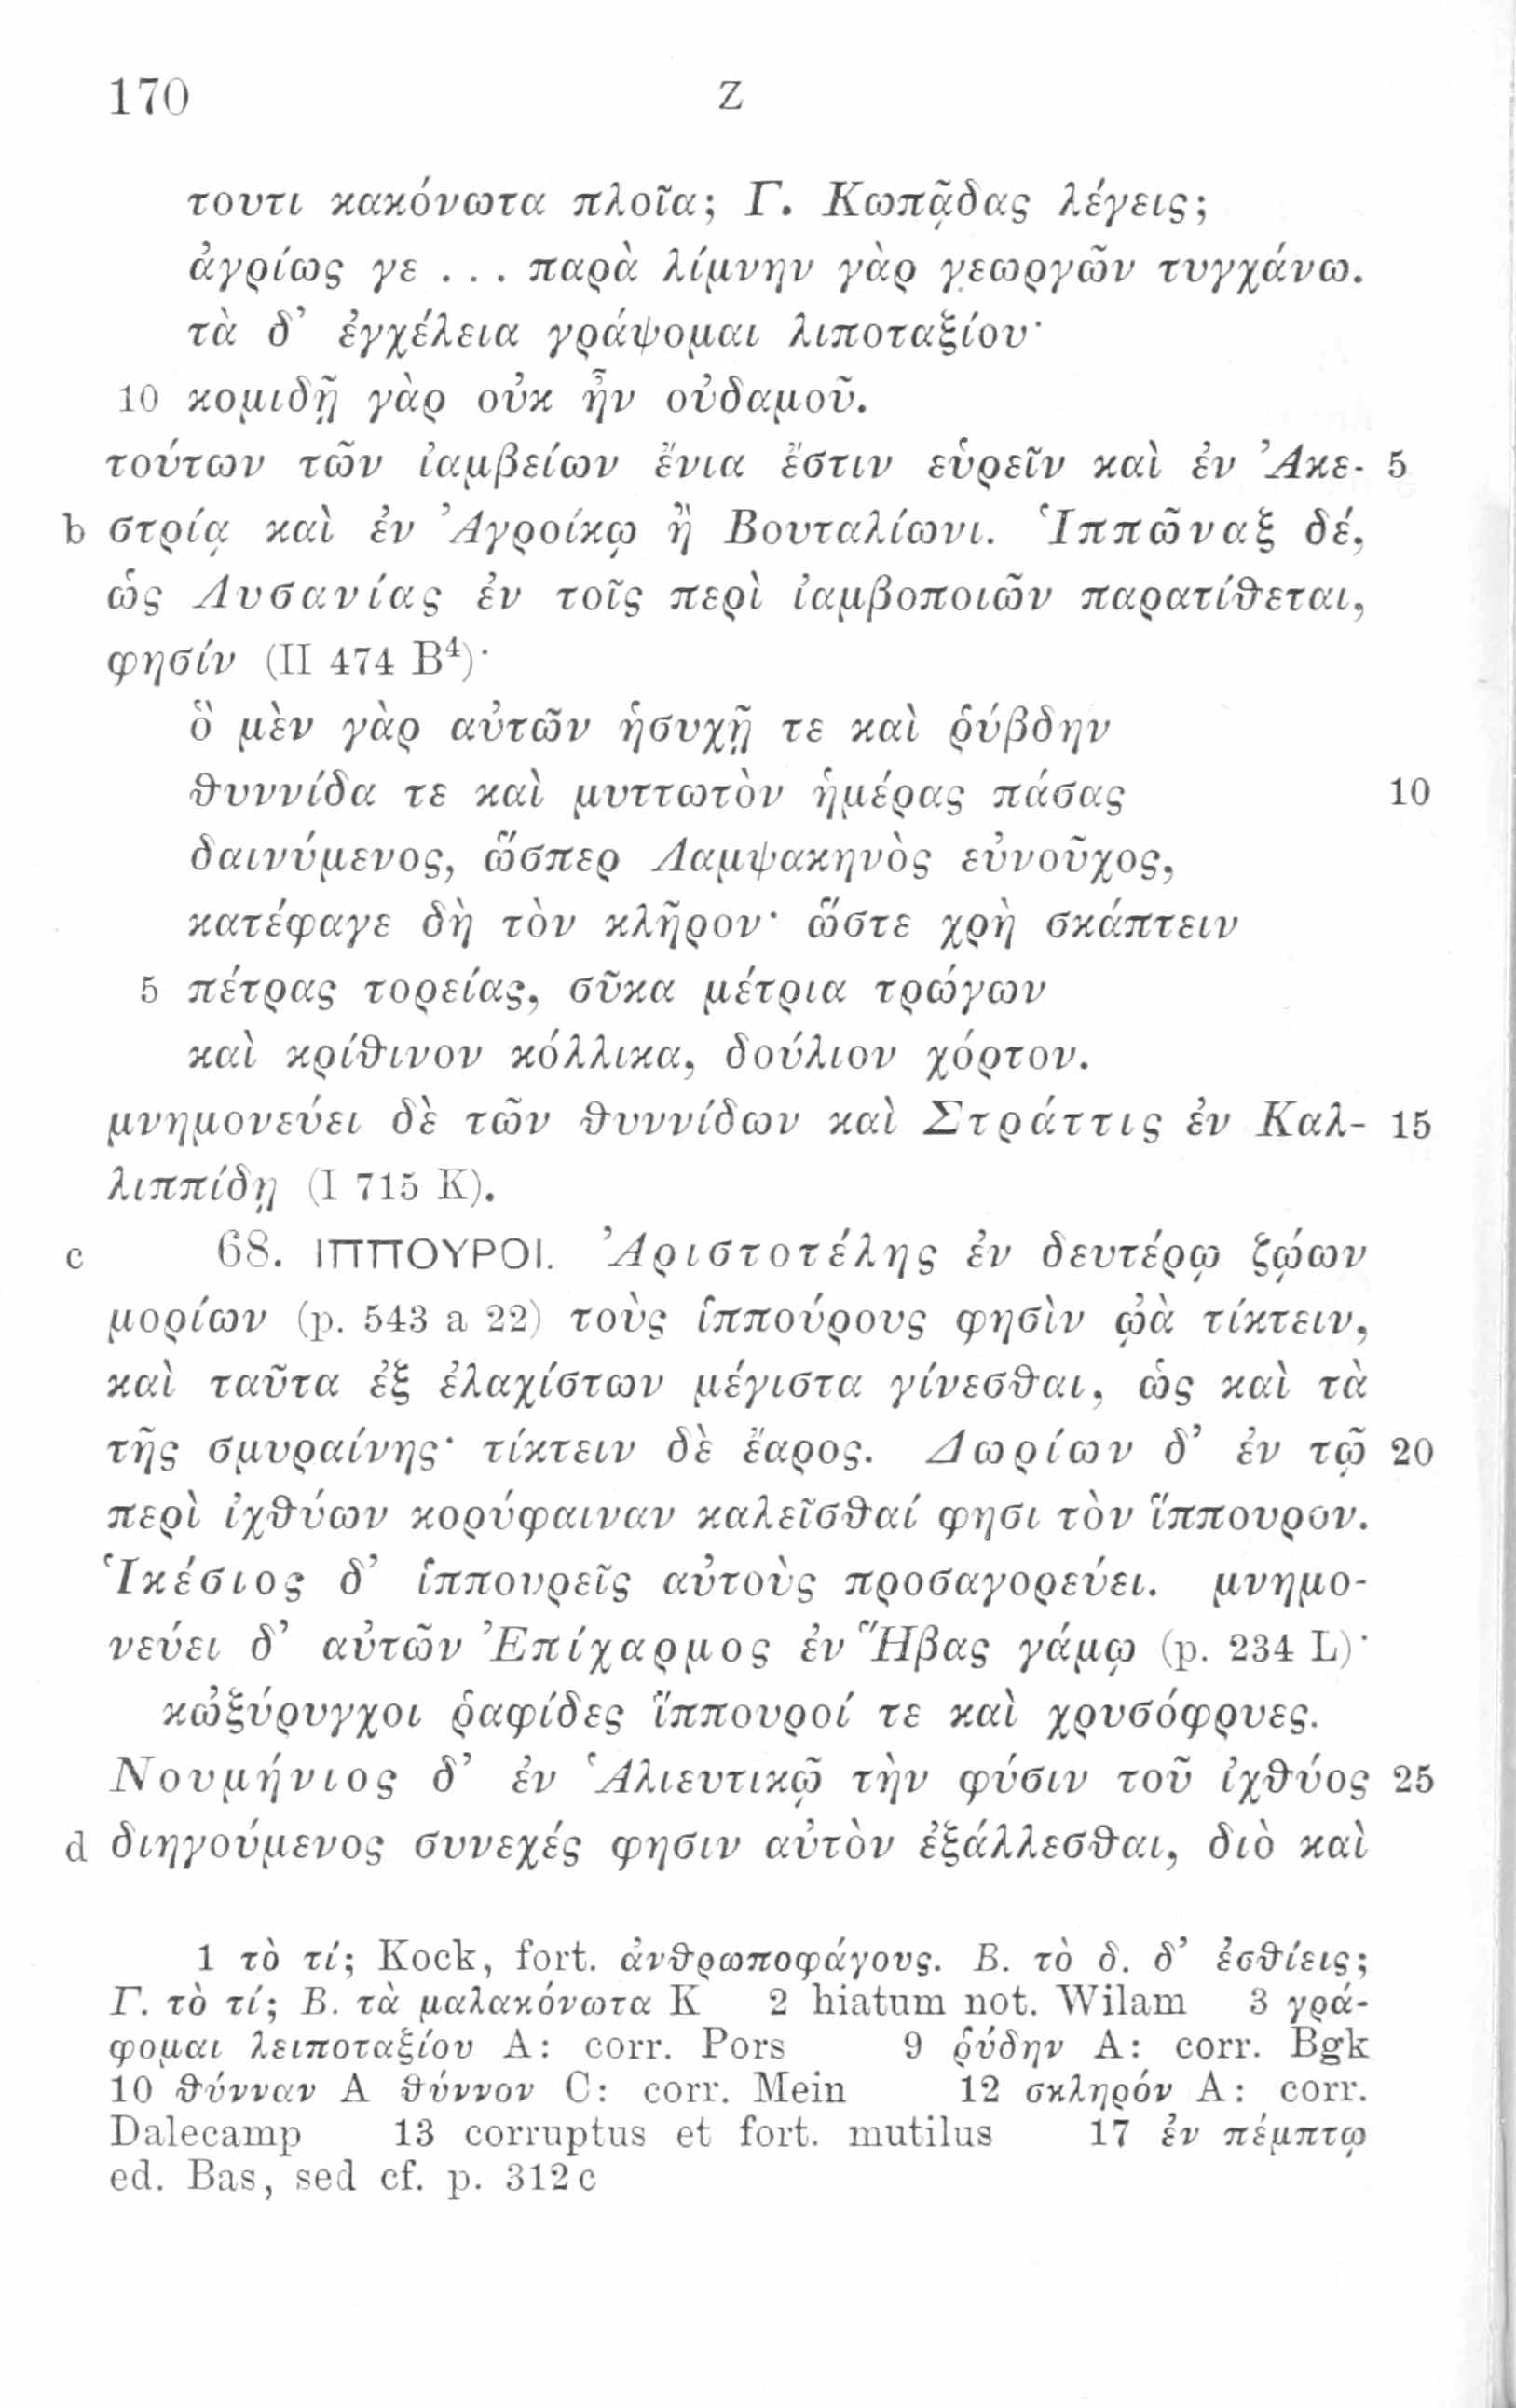 170 Z
τουτι κακόνωτα πλοῖα; Γ. Κωπᾷδας λέγεις;
ἀγρίως γε ... παρὰ λίμνην γὰρ γεωργῶν τυγχάνω.
τὰ δ’ ἐγχέλεια γράψομαι λιποταξίου·
10 κομιδῇ γὰρ οὐκ ἦν οὐδαμοῦ.
τούτων τῶν ἰαμβείων ἔνια ἔστιν εὑρεῖν καὶ ἐν Ἀκε- 5
b στρίᾳ καὶ ἐν Ἀγροίκῳ ἢ Βουταλίωνι. Ἱππῶναξ δέ,
ὡς Λυσανίας ἐν τοῖς περὶ ἰαμβοποιῶν παρατίθεται,
φησίν (II 474 B⁴)·
ὃ μὲν γὰρ αὐτῶν ἡσυχῇ τε καὶ ῥύβδην
θυννίδα τε καὶ μυττωτὸν ἡμέρας πάσας 10
δαινύμενος, ὥσπερ Λαμψακηνὸς εὐνοῦχος,
κατέφαγε δὴ τὸν κλῆρον· ὥστε χρὴ σκάπτειν
5 πέτρας τορείας, σῦκα μέτρια τρώγων
καὶ κρίθινον κόλλικα, δούλιον χόρτον.
μνημονεύει δὲ τῶν θυννίδων καὶ Στράττις ἐν Καλ- 15
λιππίδῃ (I 715 K).
c 68. ΙΠΠΟΥΡΟΙ. Ἀριστοτέλης ἐν δευτέρῳ ζῴων
μορίων (p. 543 a 22) τοὺς ἱππούρους φησὶν ᾠὰ τίκτειν,
καὶ ταῦτα ἐξ ἐλαχίστων μέγιστα γίνεσθαι, ὡς καὶ τὰ
τῆς σμυραίνης· τίκτειν δὲ ἔαρος. Δωρίων δ’ ἐν τῷ 20
περὶ ἰχθύων κορύφαιναν καλεῖσθαί φησι τὸν ἵππουρον.
Ἱκέσιος δ’ ἱππουρεῖς αὐτοὺς προσαγορεύει. μνημο-
νεύει δ’ αὐτῶν Ἐπίχαρμος ἐν Ἥβας γάμῳ (p. 234 L)·
κὠξύρυγχοι ῥαφίδες ἵππουροί τε καὶ χρυσόφρυες.
Νουμήνιος δ’ ἐν Ἁλιευτικῷ τὴν φύσιν τοῦ ἰχθύος 25
d διηγούμενος συνεχές φησιν αὐτὸν ἐξάλλεσθαι, διὸ καὶ
1 τὸ τί; Kock, fort. ἀνθρωποφάγους. Β. τὸ δ. δ’ ἐσθίεις;
Γ. τὸ τί; Β. τὰ μαλακόνωτα K 2 hiatum not. Wilam 3 γρά-
φομαι λειποταξίου A: corr. Pors 9 ῥύδην A: corr. Bgk
10 θύνναν A θύννον C: corr. Mein 12 σκληρόν A: corr.
Dalecamp 13 corruptus et fort. mutilus 17 ἐν πέμπτῳ
ed. Bas, sed cf. p. 312 c